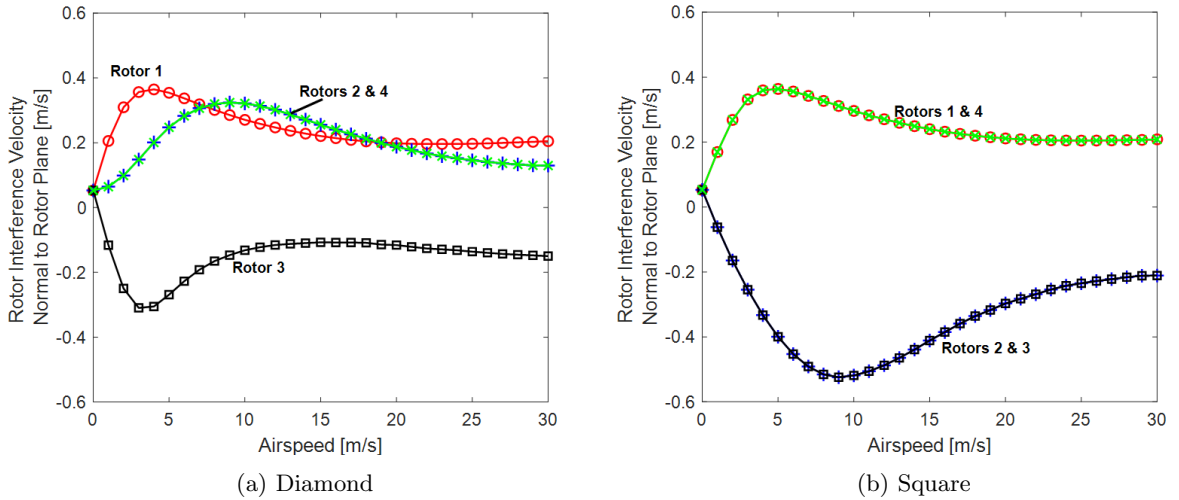 Rotor Interference Velocity
Normal to Rotor Plane [m/s]
0.6
0.4
0.2
0
-0.2
-0.4
-0.6
Rotor 1
Rotors 2 & 4
Rotor 3
0 5 10 15 20 25 30
Airspeed [m/s]
(a) Diamond
Rotor Interference Velocity
Normal to Rotor Plane [m/s]
0.6
0.4
0.2
0
-0.2
-0.4
-0.6
Rotors 1 & 4
Rotors 2 & 3
0 5 10 15 20 25 30
Airspeed [m/s]
(b) Square